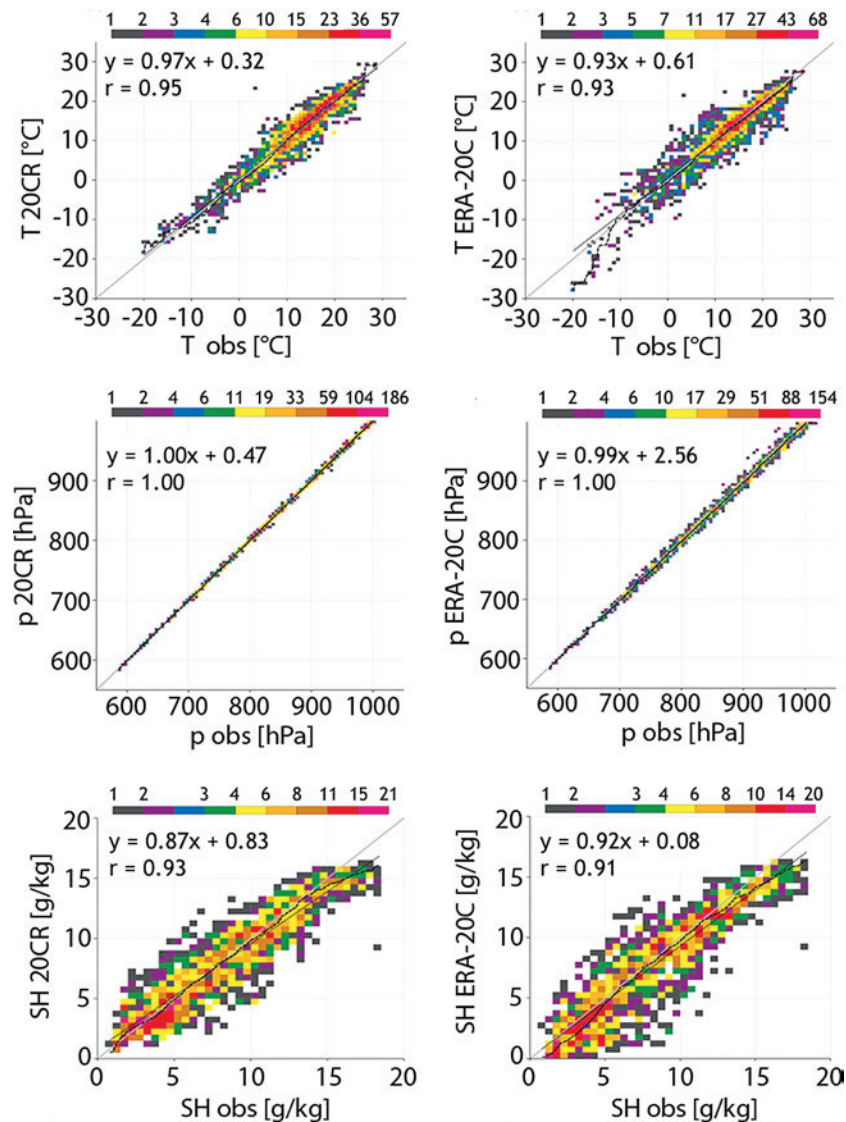 1 2 3 4 6 10 15 23 36 57
y = 0.97x + 0.32
r = 0.95
30
20
10
0
-10
-20
-30
T 20CR [°C]
-30 -20 -10 0 10 20 30
T obs [°C]
1 2 3 5 7 11 17 27 43 68
y = 0.93x + 0.61
r = 0.93
30
20
10
0
-10
-20
-30
T ERA-20C [°C]
-30 -20 -10 0 10 20 30
T obs [°C]
1 2 4 6 11 19 33 59 104 186
y = 1.00x + 0.47
r = 1.00
900
800
700
600
p 20CR [hPa]
600 700 800 900 1000
p obs [hPa]
1 2 4 6 10 17 29 51 88 154
y = 0.99x + 2.56
r = 1.00
900
800
700
600
p ERA-20C [hPa]
600 700 800 900 1000
p obs [hPa]
1 2 3 4 6 8 11 15 21
y = 0.87x + 0.83
r = 0.93
20
15
10
5
0
SH 20CR [g/kg]
0 5 10 15 20
SH obs [g/kg]
1 2 3 4 6 8 10 14 20
y = 0.92x + 0.08
r = 0.91
20
15
10
5
0
SH ERA-20C [g/kg]
0 5 10 15 20
SH obs [g/kg]